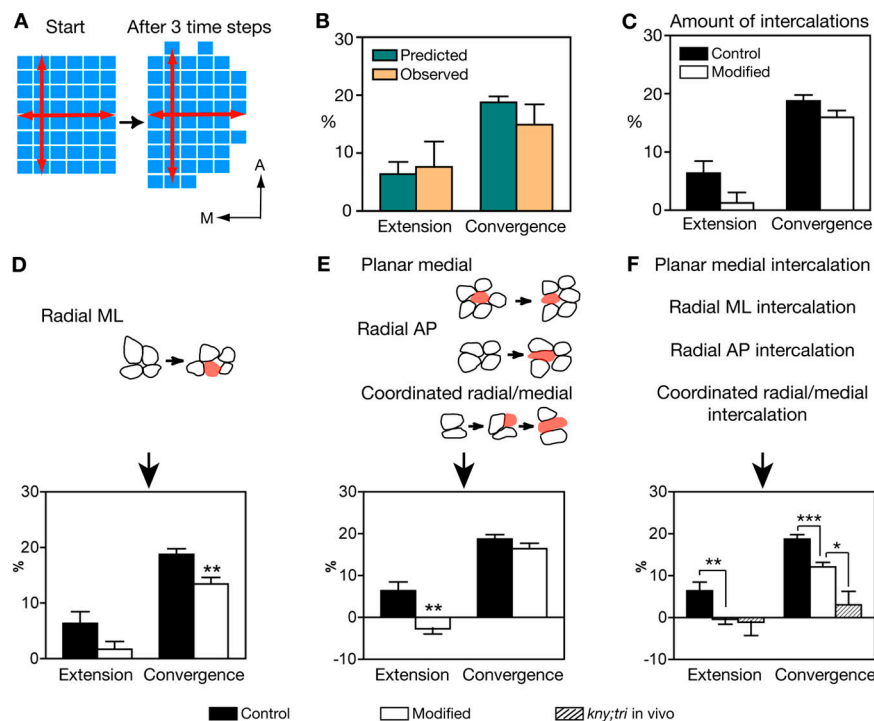 A
Start
After 3 time steps
A
M
B
30
20
%
10
0
Predicted
Observed
Extension
Convergence
C
Amount of intercalations
30
20
%
10
0
Control
Modified
Extension
Convergence
D
Radial ML
30
20
%
10
0
**
Extension
Convergence
E
Planar medial
Radial AP
Coordinated radial/medial
30
20
%
10
0
-10
**
Extension
Convergence
F
Planar medial intercalation
Radial ML intercalation
Radial AP intercalation
Coordinated radial/medial
intercalation
30
20
%
10
0
-10
**
***
*
Extension
Convergence
Control
Modified
kny;tri in vivo